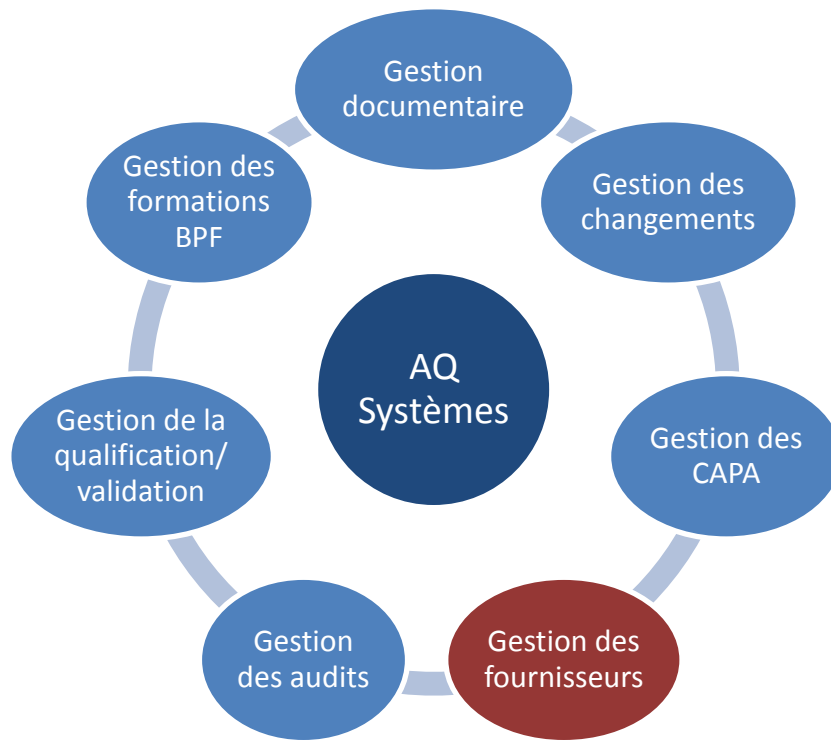 Gestion
documentaire
Gestion des
changements
Gestion des
CAPA
Gestion des
fournisseurs
Gestion
des audits
Gestion de la
qualification/
validation
Gestion des
formations
BPF
AQ
Systèmes